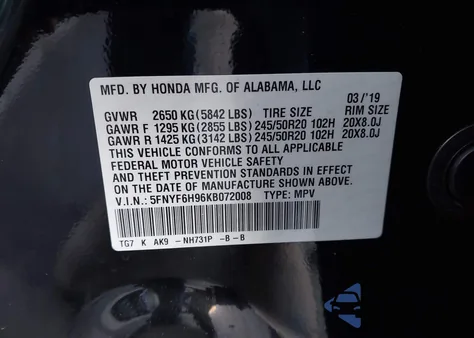 MFD. BY HONDA MFG. OF ALABAMA, LLC
03 /'19
GVWR 2650 KG (5842 LBS) TIRE SIZE RIM SIZE
GAWR F 1295 KG (2855 LBS) 245/50R20 102H 20X8.0J
GAWR R 1425 KG (3142 LBS) 245/50R20 102H 20X8.0J
THIS VEHICLE CONFORMS TO ALL APPLICABLE
FEDERAL MOTOR VEHICLE SAFETY
AND THEFT PREVENTION STANDARDS IN EFFECT
ON THE DATE OF MANUFACTURE SHOWN ABOVE.
V.I.N.: 5FNYF6H96KB072008 TYPE: MPV
TG7 K AK9 -NH731P -B -B